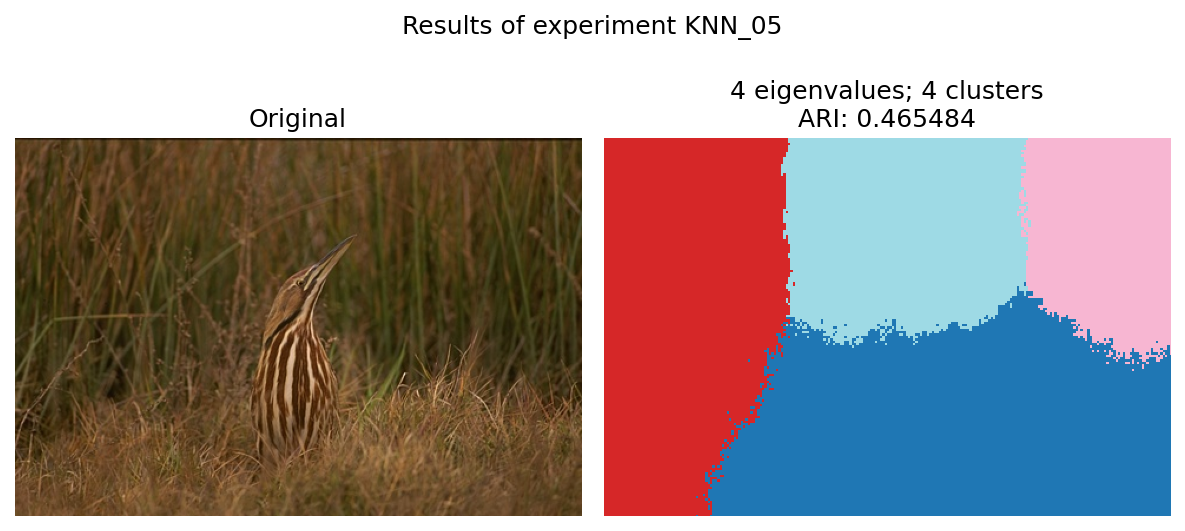 Results of experiment KNN_05
Original
4 eigenvalues; 4 clusters
ARI: 0.465484